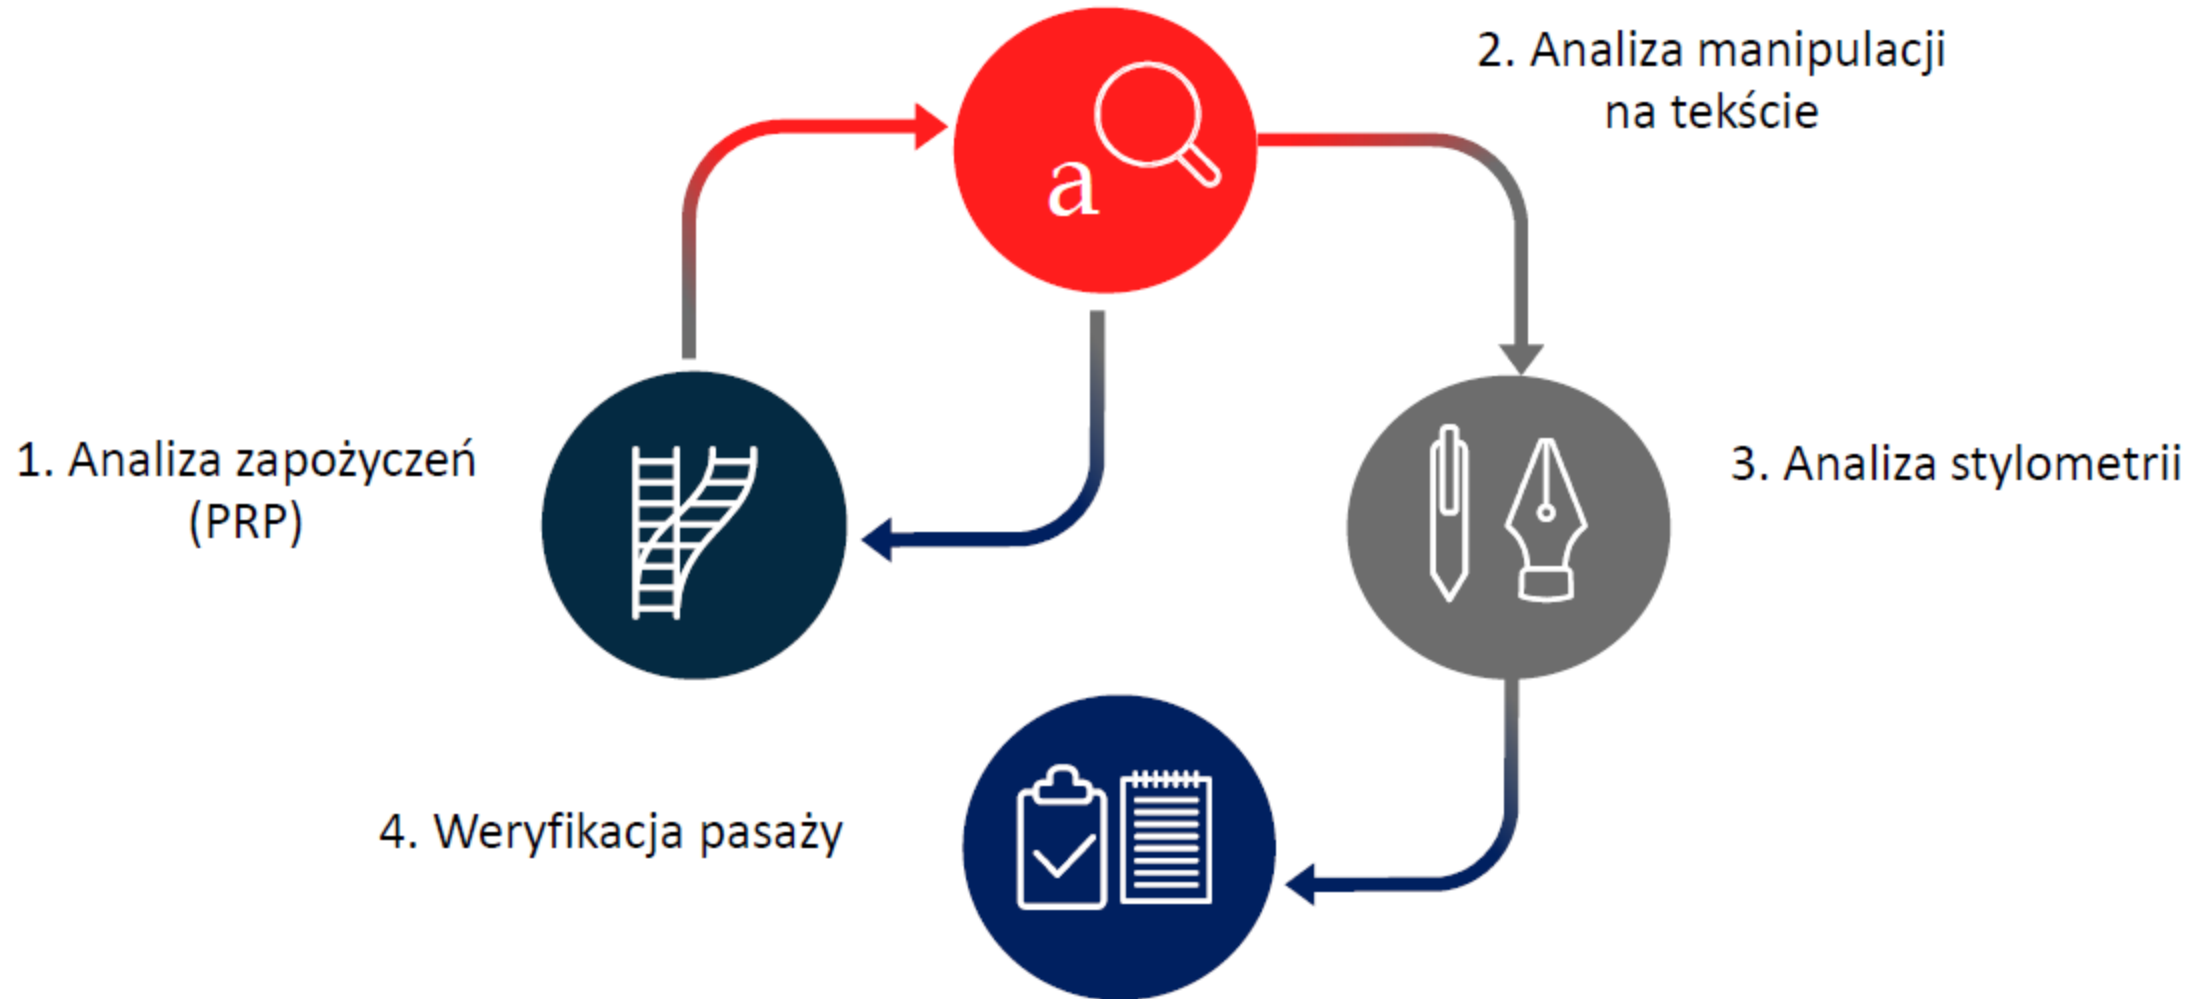 2. Analiza manipulacji
na tekście
a
1. Analiza zapożyczeń
(PRP)
3. Analiza stylometrii
4. Weryfikacja pasaży